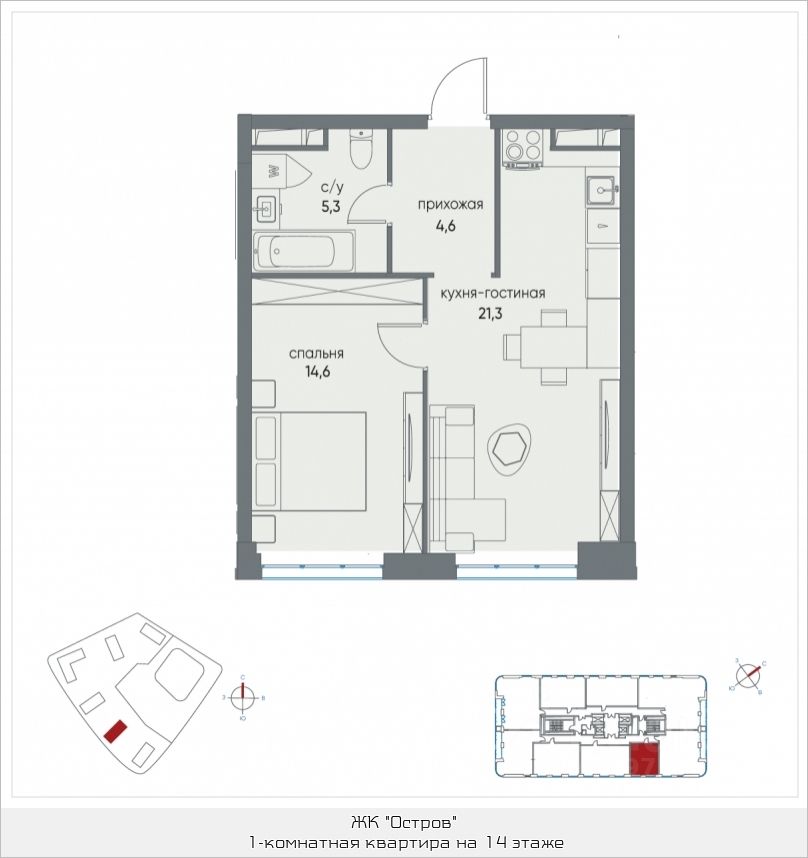 W
с/у
5,3
прихожая
4,6
кухня-гостиная
21,3
спальня
14,6
С
З В
Ю
З С
Ю В
ЖК "Остров"
1-комнатная квартира на 14 этаже